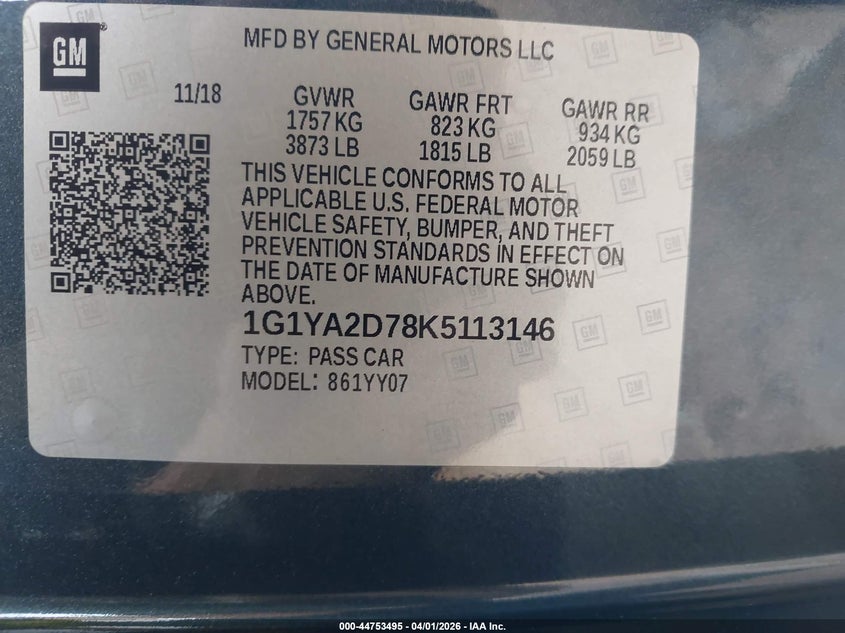 GM
MFD BY GENERAL MOTORS LLC
11/18
GVWR
1757 KG
3873 LB
GAWR FRT
823 KG
1815 LB
GAWR RR
934 KG
2059 LB
THIS VEHICLE CONFORMS TO ALL
APPLICABLE U.S. FEDERAL MOTOR
VEHICLE SAFETY, BUMPER, AND THEFT
PREVENTION STANDARDS IN EFFECT ON
THE DATE OF MANUFACTURE SHOWN
ABOVE.
1G1YA2D78K5113146
TYPE: PASS CAR
MODEL: 861YY07
000-44753495 - 04/01/2026 - IAA Inc.